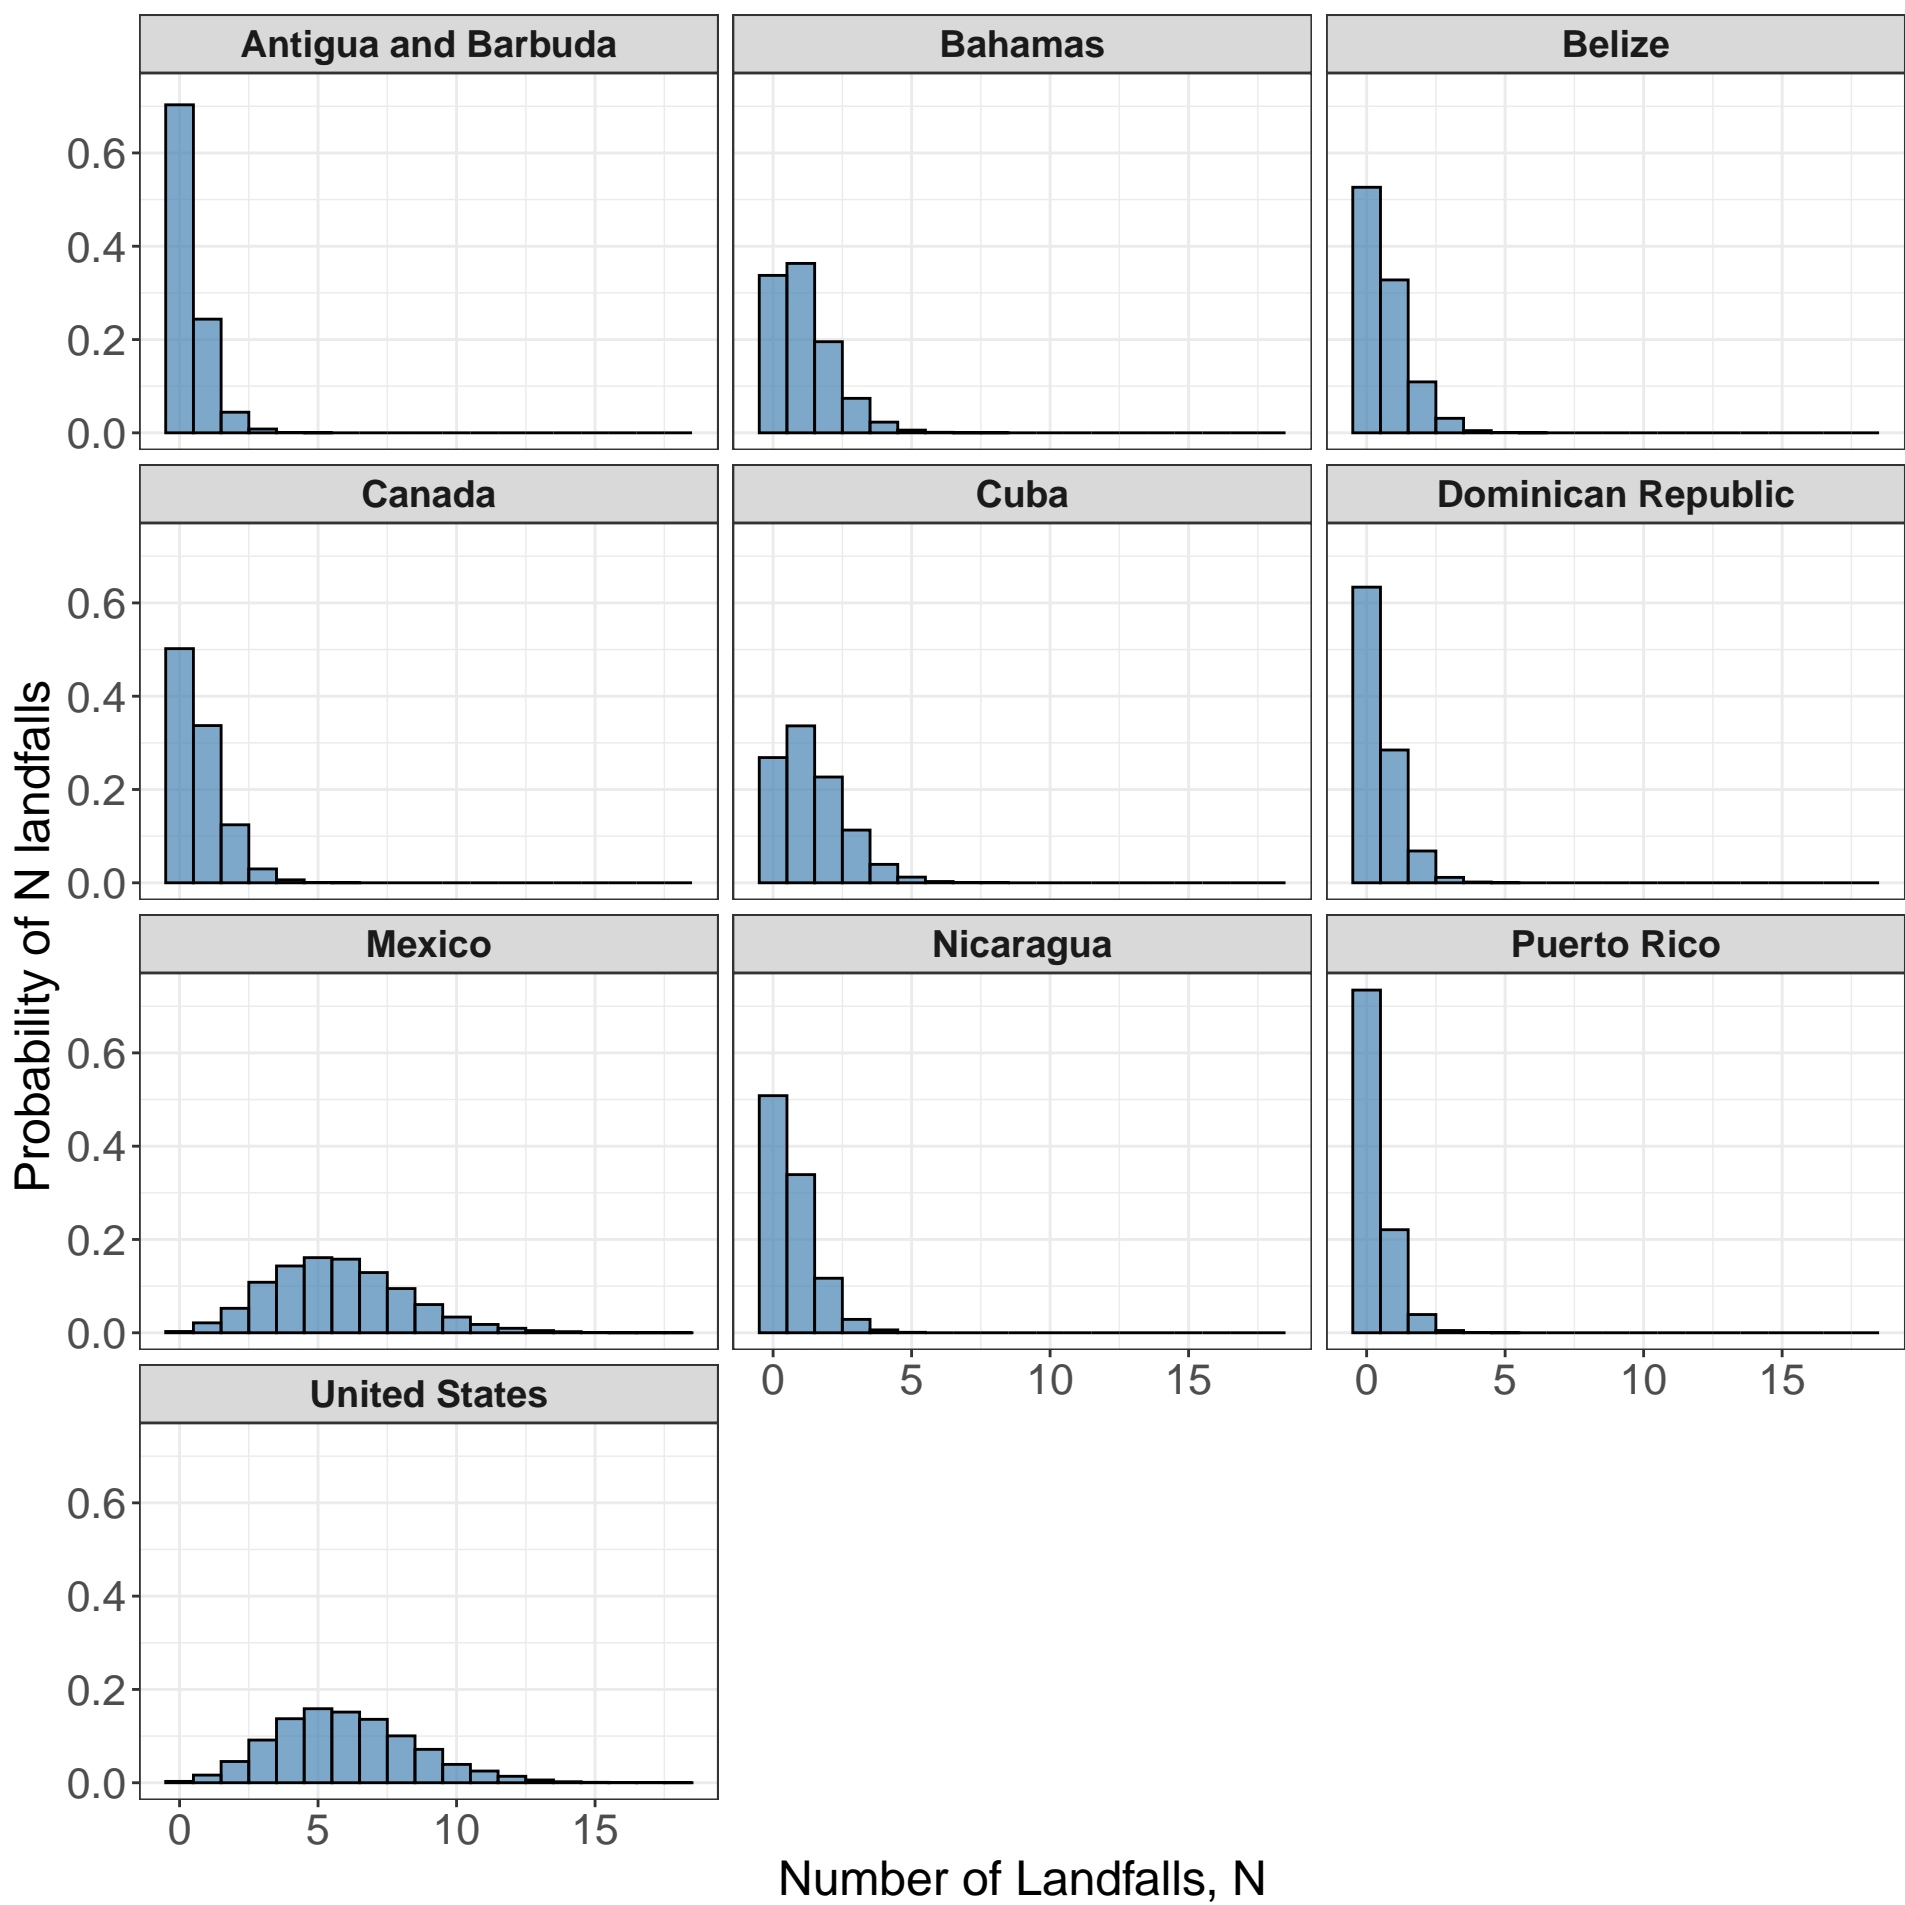 Antigua and Barbuda
Bahamas
Belize
0.6
0.4
0.2
0.0
Canada
Cuba
Dominican Republic
0.6
0.4
0.2
0.0
Mexico
Nicaragua
Puerto Rico
0.6
0.4
0.2
0.0
0 5 10 15
0 5 10 15
United States
0.6
0.4
0.2
0.0
0 5 10 15
Number of Landfalls, N
Probability of N landfalls